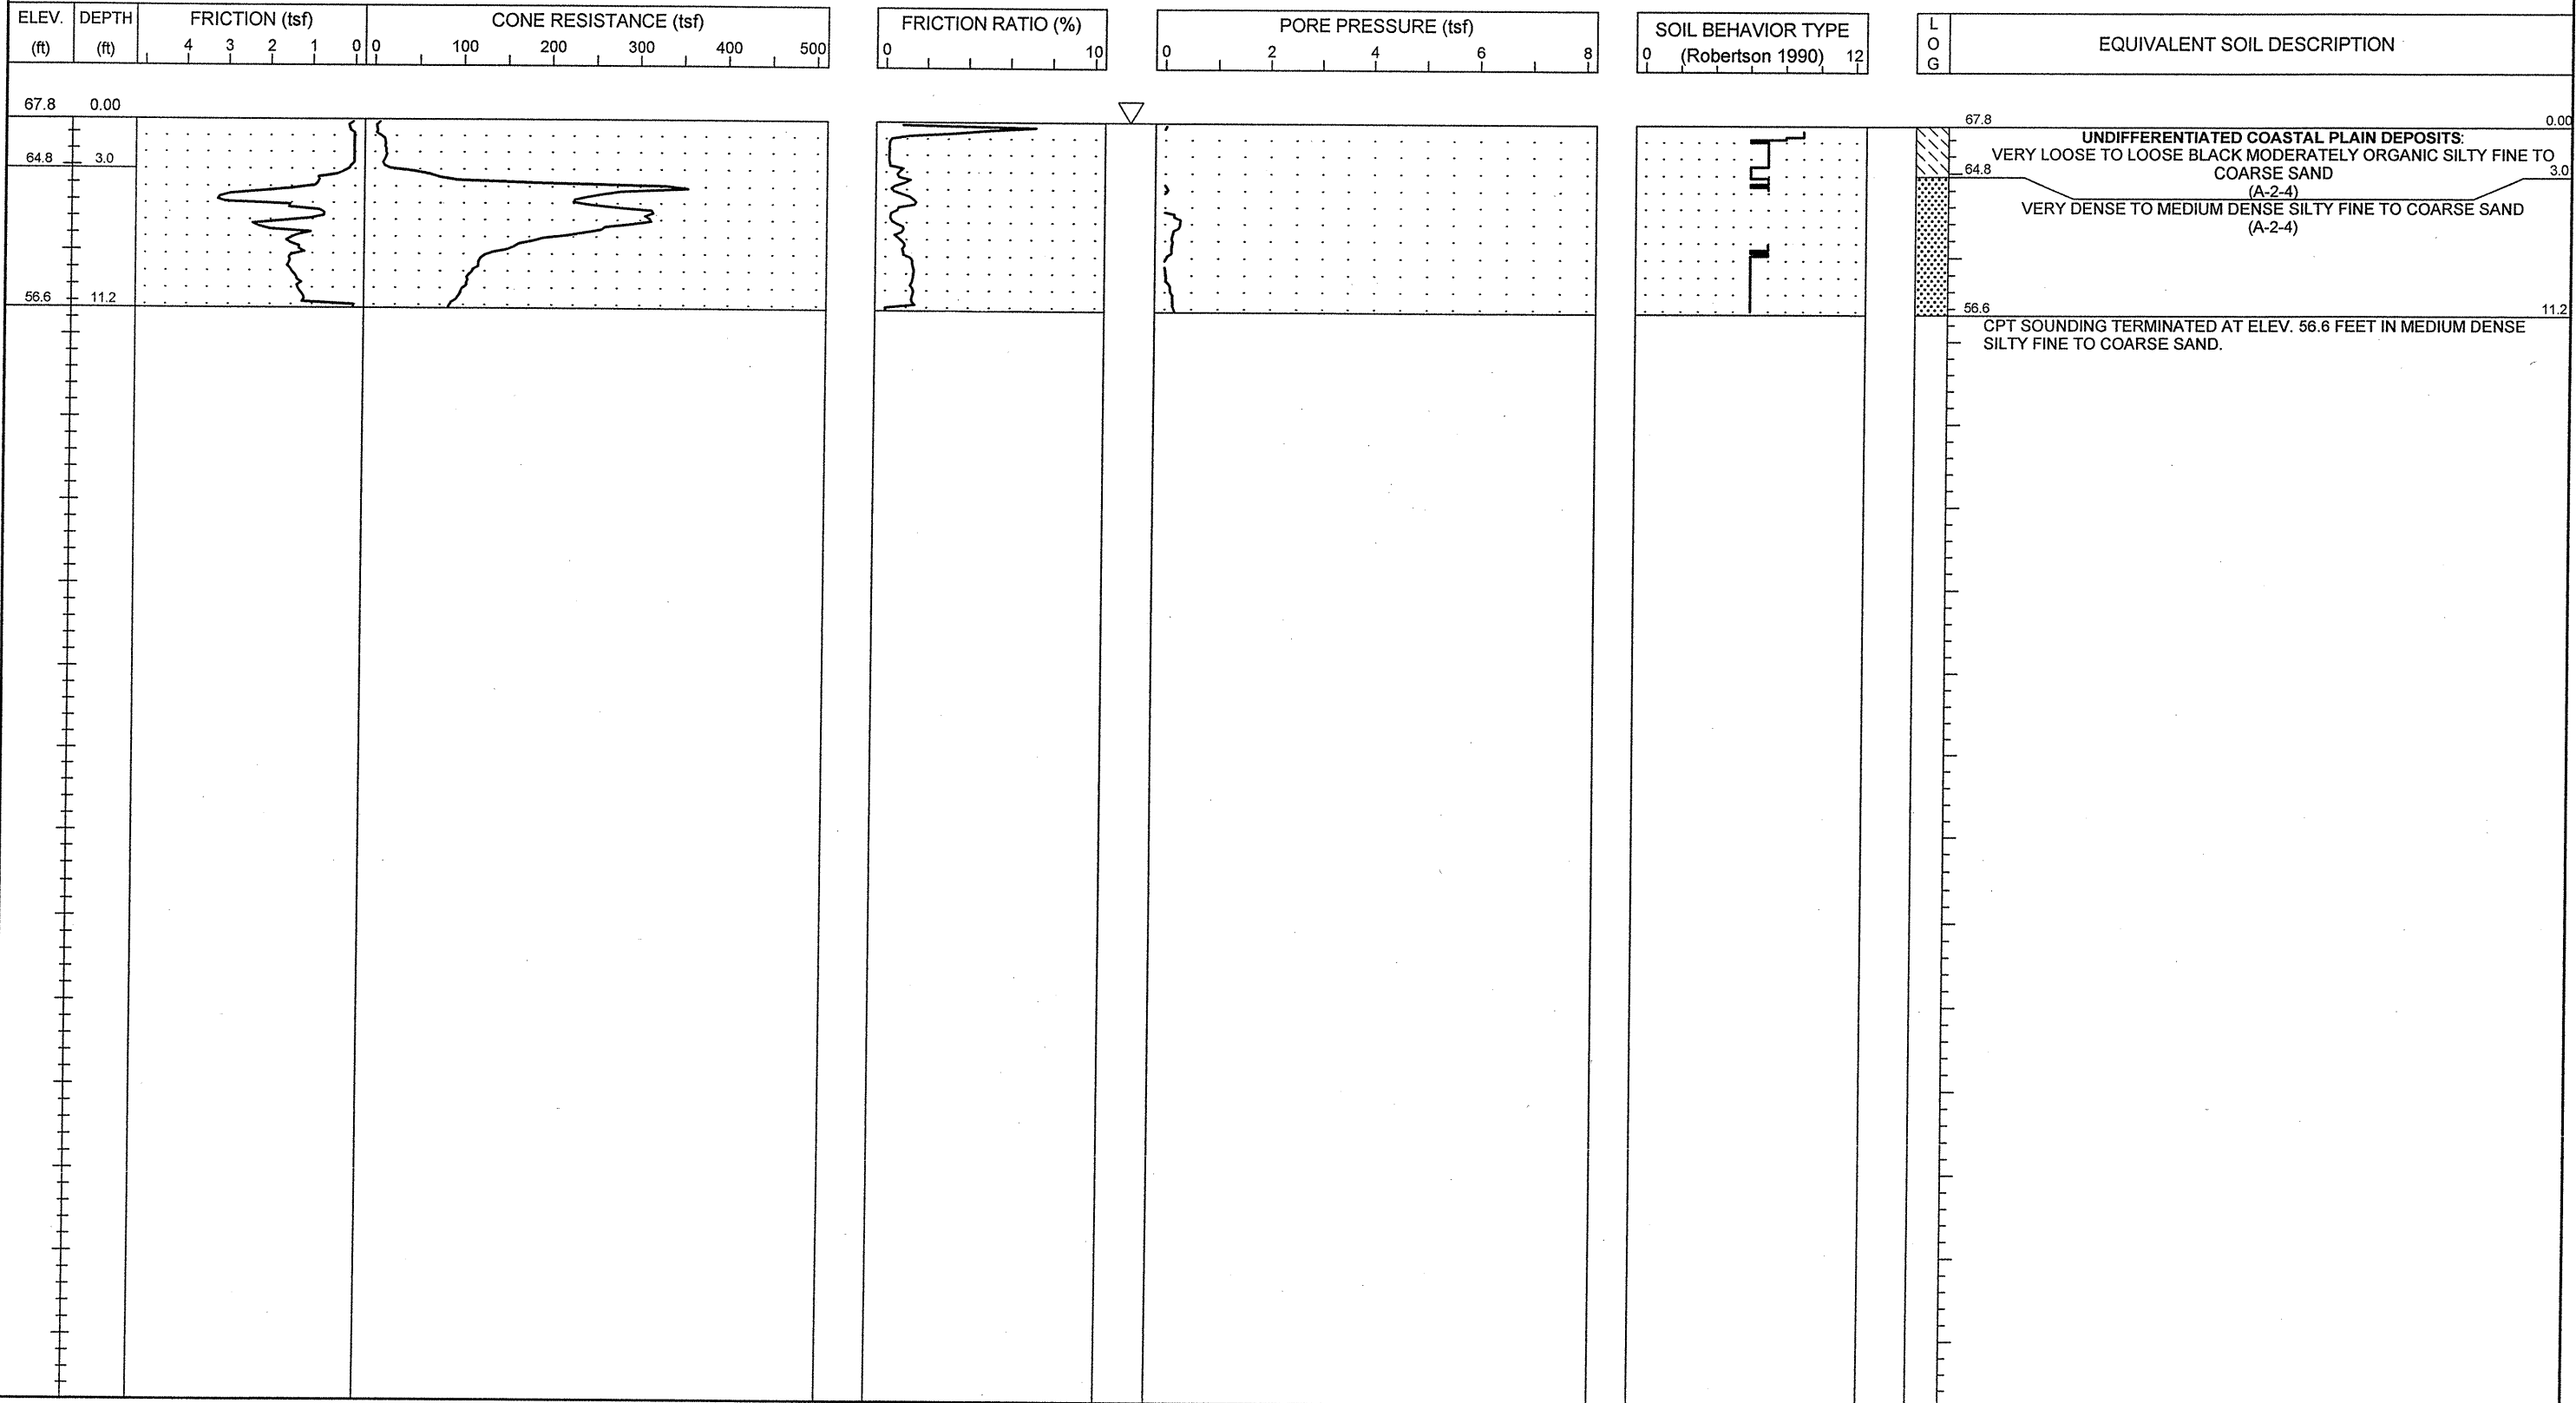 ELEV.
(ft)
DEPTH
(ft)
FRICTION (tsf)
4 3 2 1 0
CONE RESISTANCE (tsf)
0 100 200 300 400 500
FRICTION RATIO (%)
0 10
PORE PRESSURE (tsf)
0 2 4 6 8
SOIL BEHAVIOR TYPE
(Robertson 1990)
0 12
L
O
G
EQUIVALENT SOIL DESCRIPTION
67.8 0.00
64.8 3.0
56.6 11.2
67.8 0.00
UNDIFFERENTIATED COASTAL PLAIN DEPOSITS:
VERY LOOSE TO LOOSE BLACK MODERATELY ORGANIC SILTY FINE TO
64.8 COARSE SAND 3.0
(A-2-4)
VERY DENSE TO MEDIUM DENSE SILTY FINE TO COARSE SAND
(A-2-4)
56.6 11.2
CPT SOUNDING TERMINATED AT ELEV. 56.6 FEET IN MEDIUM DENSE
SILTY FINE TO COARSE SAND.